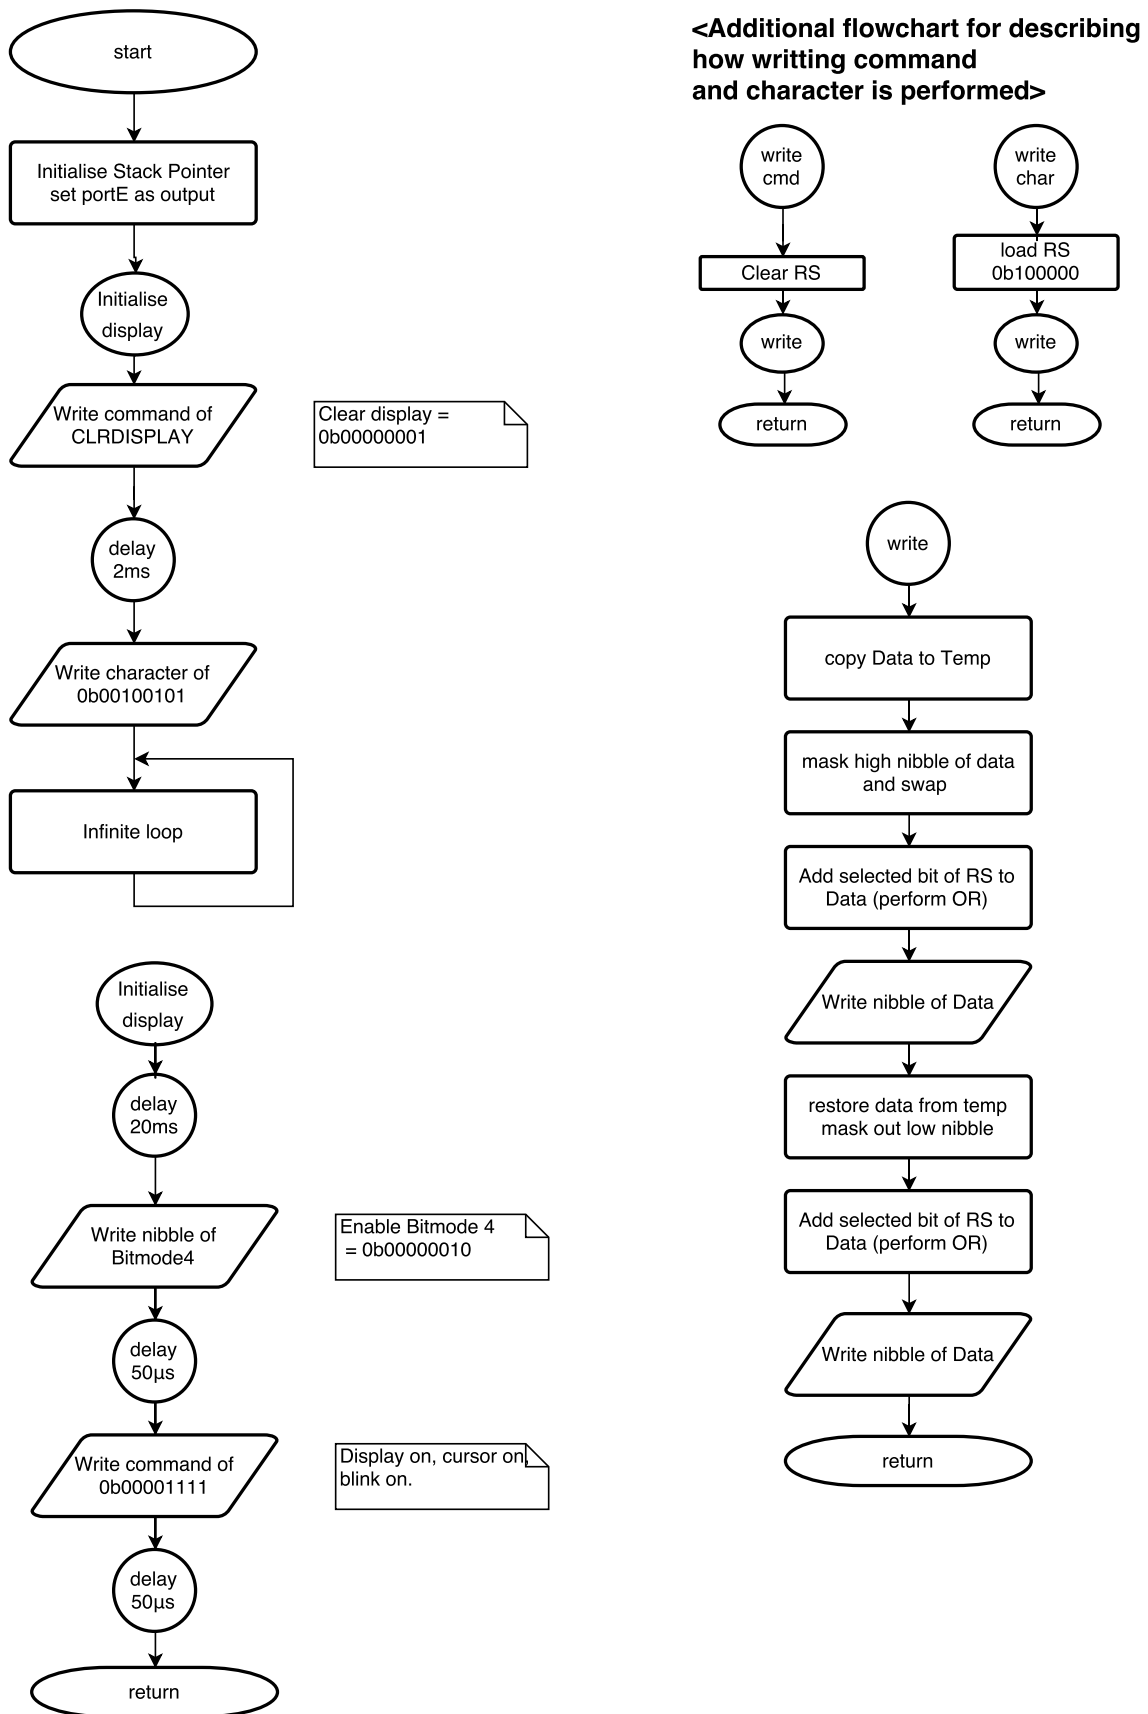 start
Initialise Stack Pointer
set portE as output
Initialise
display
Write command of
CLRDISPLAY
Clear display =
0b00000001
delay
2ms
Write character of
0b00100101
Infinite loop
Initialise
display
delay
20ms
Write nibble of
Bitmode4
Enable Bitmode 4
= 0b00000010
delay
50µs
Write command of
0b00001111
Display on, cursor on,
blink on.
delay
50µs
return
<Additional flowchart for describing
how writting command
and character is performed>
write
cmd
Clear RS
write
return
write
char
load RS
0b100000
write
return
write
copy Data to Temp
mask high nibble of data
and swap
Add selected bit of RS to
Data (perform OR)
Write nibble of Data
restore data from temp
mask out low nibble
Add selected bit of RS to
Data (perform OR)
Write nibble of Data
return